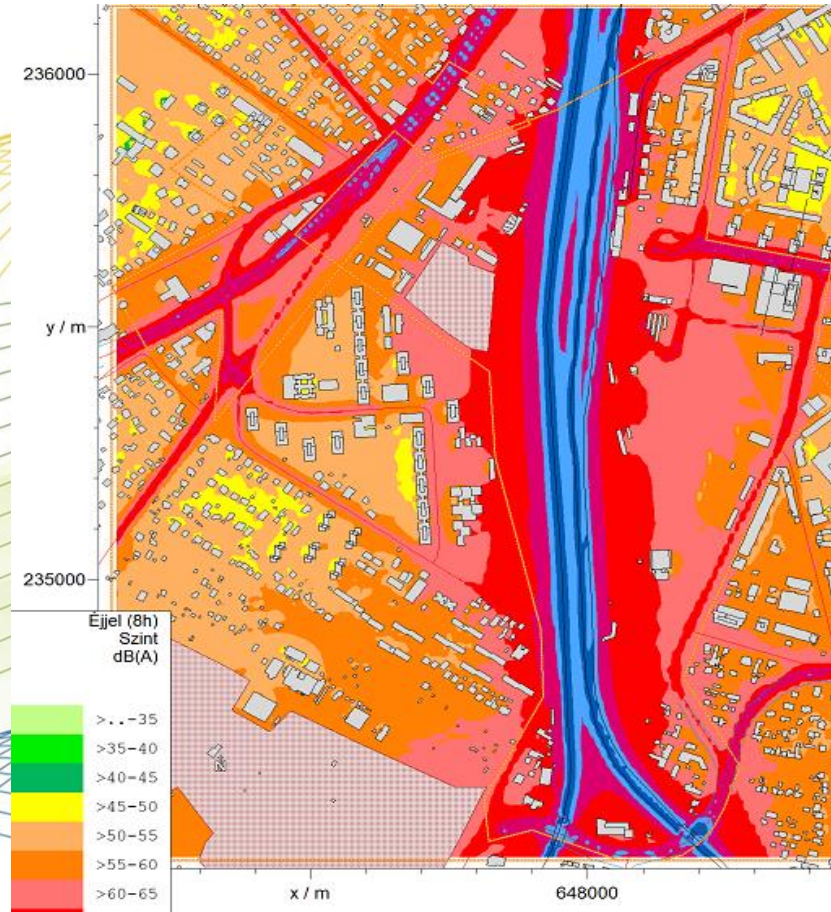 236000
y / m
235000
Éjjel (8h)
Szint
dB(A)
>..-35
>35-40
>40-45
>45-50
>50-55
>55-60
>60-65
x / m
648000